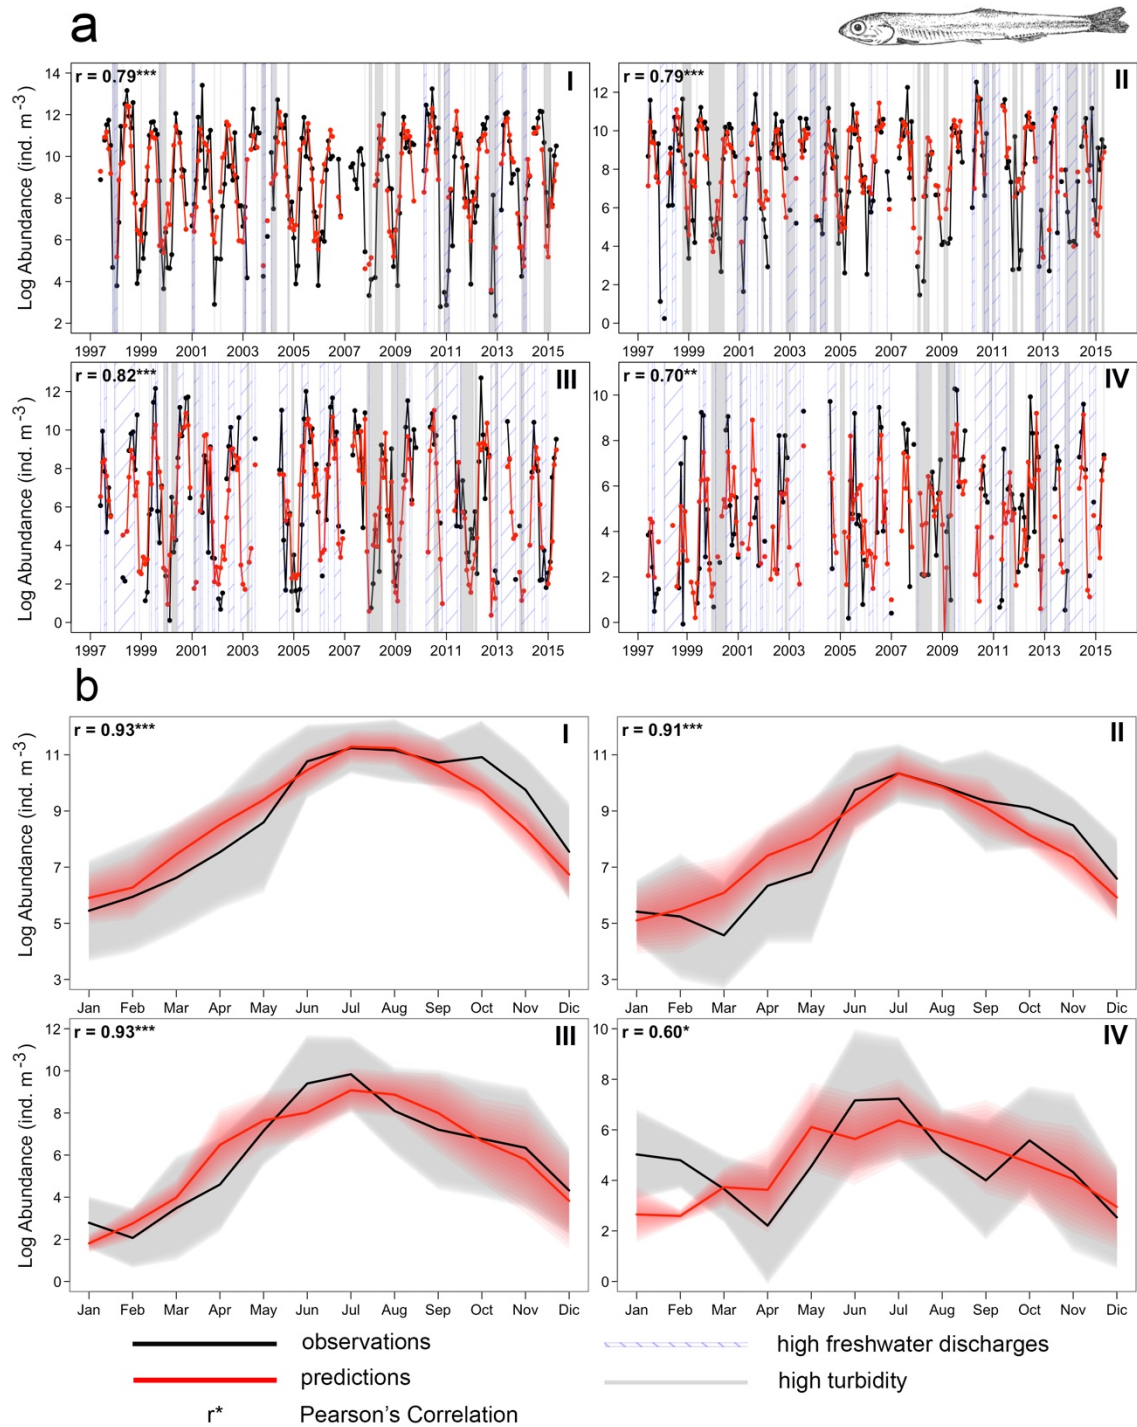 a
r = 0.79***
I
r = 0.79***
II
Log Abundance (ind. m⁻³)
14
12
10
8
6
4
2
12
10
8
6
4
2
0
1997 1999 2001 2003 2005 2007 2009 2011 2013 2015
1997 1999 2001 2003 2005 2007 2009 2011 2013 2015
r = 0.82***
III
r = 0.70**
IV
Log Abundance (ind. m⁻³)
12
10
8
6
4
2
0
10
8
6
4
2
0
1997 1999 2001 2003 2005 2007 2009 2011 2013 2015
1997 1999 2001 2003 2005 2007 2009 2011 2013 2015
b
r = 0.93***
I
r = 0.91***
II
Log Abundance (ind. m⁻³)
11
9
7
5
3
11
9
7
5
3
Jan Feb Mar Apr May Jun Jul Aug Sep Oct Nov Dic
Jan Feb Mar Apr May Jun Jul Aug Sep Oct Nov Dic
r = 0.93***
III
r = 0.60*
IV
Log Abundance (ind. m⁻³)
12
10
8
6
4
2
0
10
8
6
4
2
0
Jan Feb Mar Apr May Jun Jul Aug Sep Oct Nov Dic
Jan Feb Mar Apr May Jun Jul Aug Sep Oct Nov Dic
observations
high freshwater discharges
predictions
high turbidity
r* Pearson's Correlation